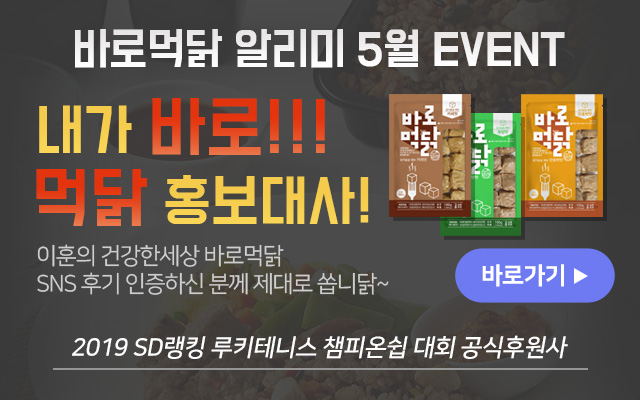 바로먹닭 알리미 5월 EVENT
내가 바로!!!
먹닭 홍보대사!
이훈의 건강한세상 바로먹닭
SNS 후기 인증하신 분께 제대로 쏩니닭~
바로
먹닭
로
닭
바로
먹닭
바로가기 ▶
2019 SD랭킹 루키테니스 챔피온쉽 대회 공식후원사